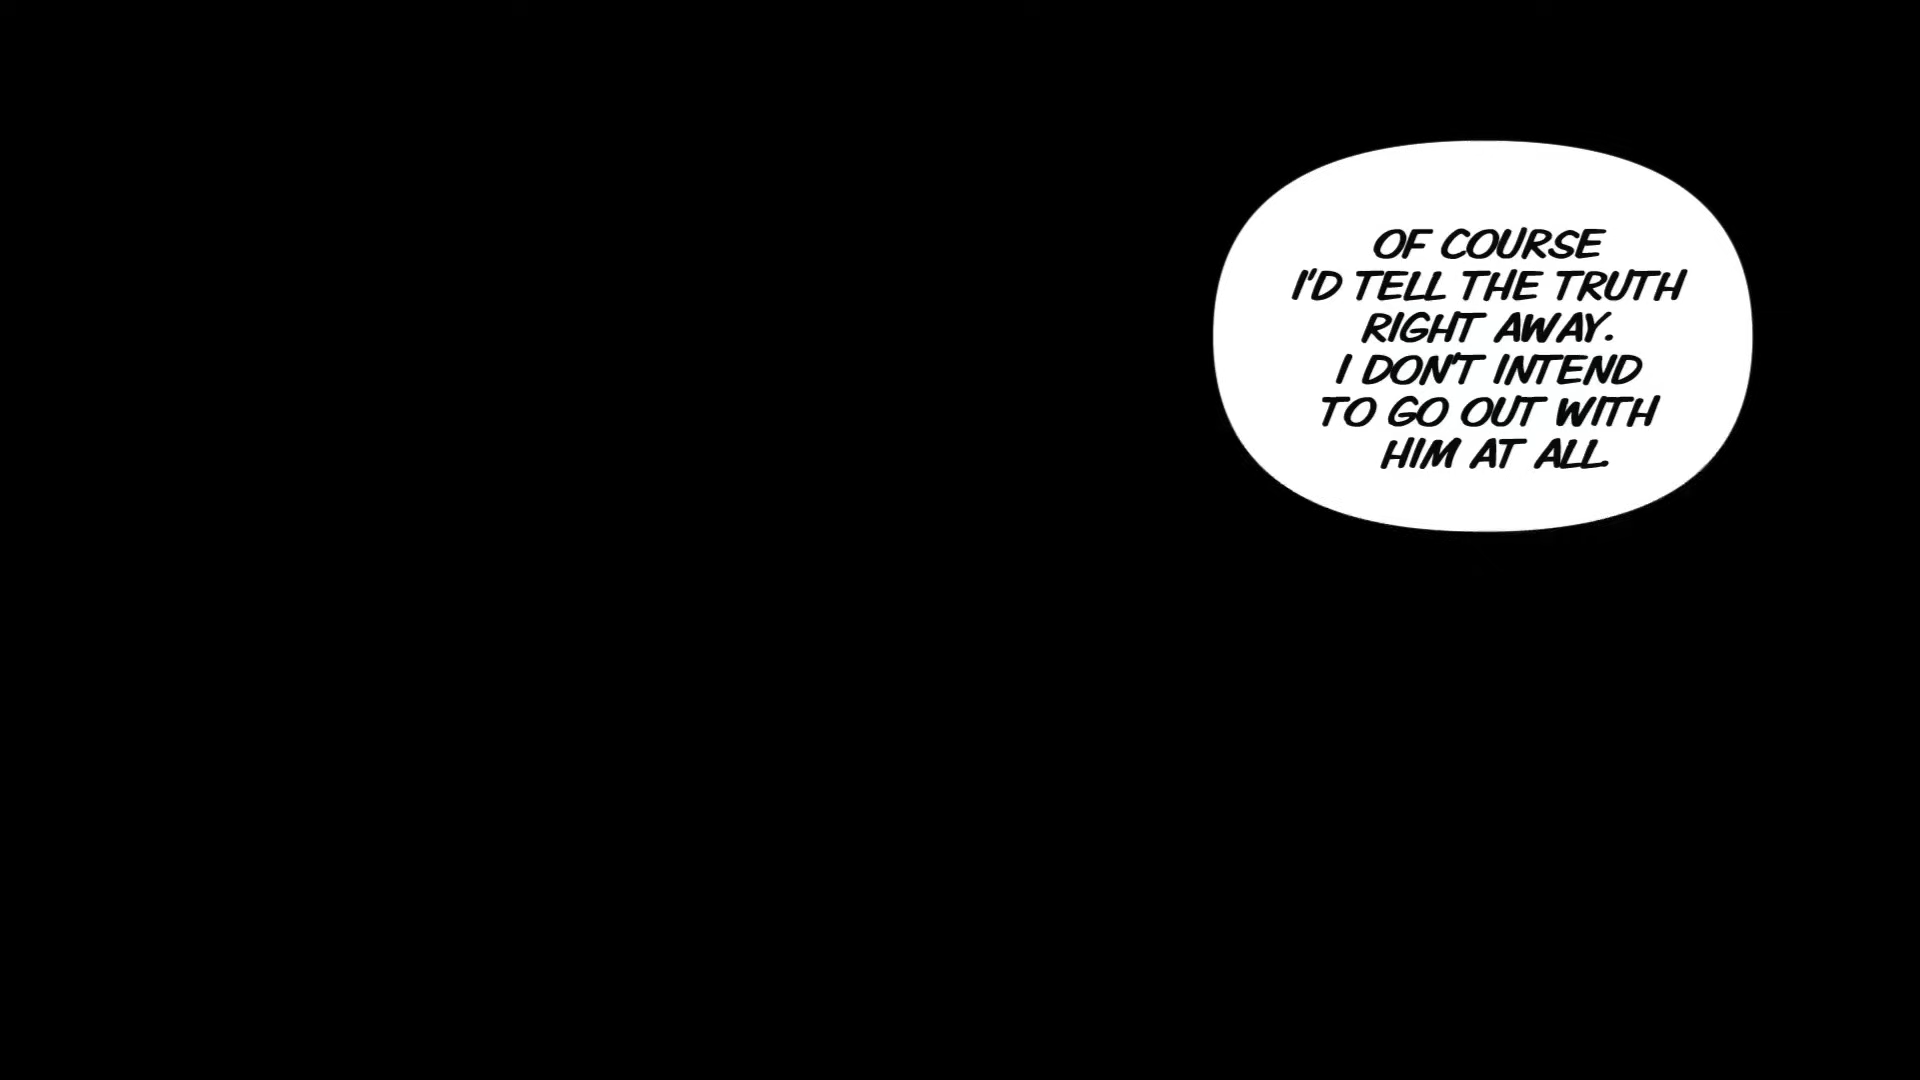 OF COURSE
I'D TELL THE TRUTH
RIGHT AWAY.
I DON'T INTEND
TO GO OUT WITH
HIM AT ALL.